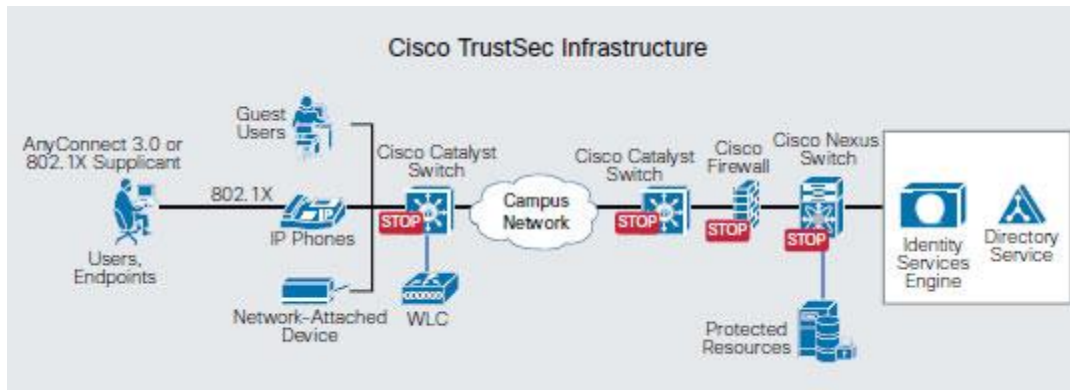 Cisco TrustSec Infrastructure
Guest
Users
AnyConnect 3.0 or
802.1X Supplicant
Cisco Catalyst
Switch
Cisco Catalyst
Switch
Cisco
Firewall
Cisco Nexus
Switch
802.1X
IP
IP Phones
STOP
Campus
Network
STOP
STOP
STOP
Users,
Endpoints
Identity
Services
Engine
Directory
Service
Network-Attached
Device
WLC
Protected
Resources